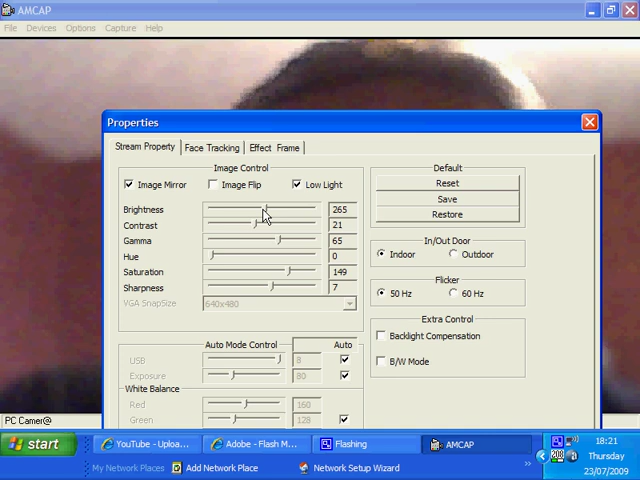 AMCAP
File Devices Options Capture Help
Properties
Stream Property Face Tracking Effect Frame
Image Control
Image Mirror Image Flip Low Light
Brightness 265
Contrast 21
Gamma 65
Hue 0
Saturation 149
Sharpness 7
VGA SnapSize 640x480
Auto Mode Control Auto
USB 8
Exposure 80
White Balance
Red 160
Green 128
Default
Reset
Save
Restore
In/Out Door
Indoor Outdoor
Flicker
50 Hz 60 Hz
Extra Control
Backlight Compensation
B/W Mode
PC Camer@
start YouTube - Uploa... Adobe - Flash M... Flashing AMCAP
My Network Places Add Network Place Network Setup Wizard »
208
18:21
Thursday
23/07/2009